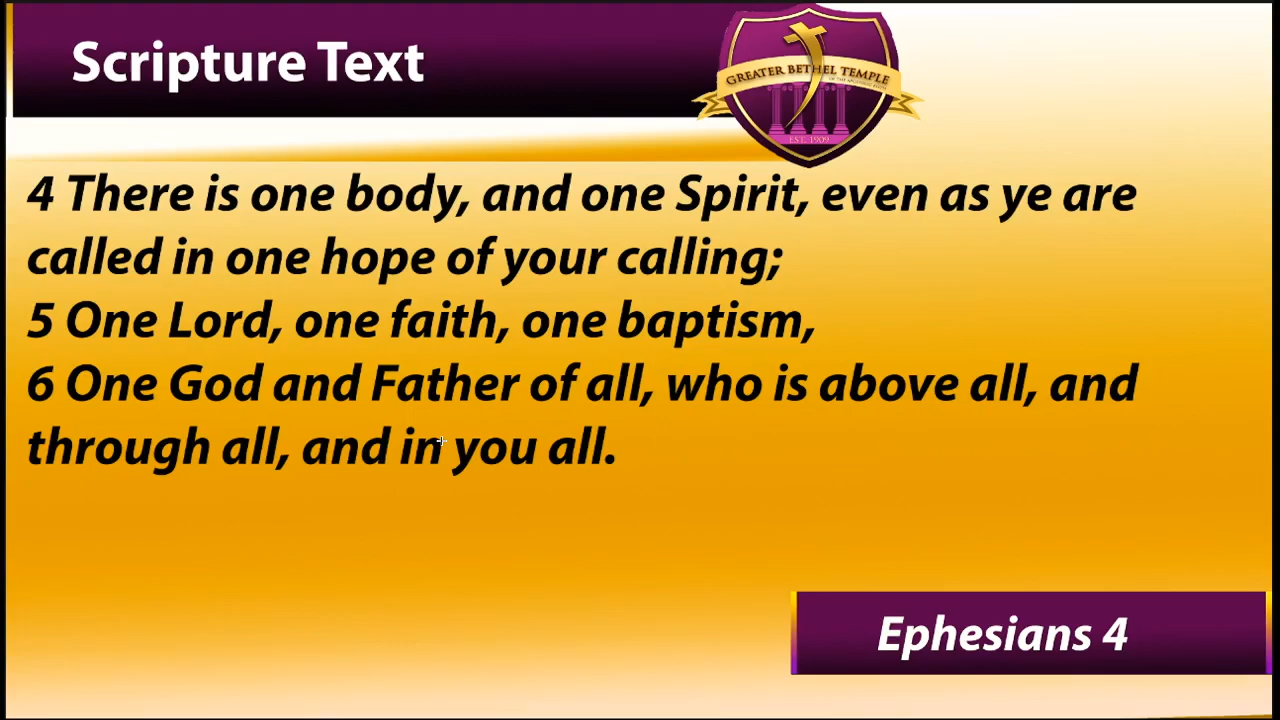 Scripture Text
GREATER BETHEL TEMPLE
EST. 1909
4 There is one body, and one Spirit, even as ye are
called in one hope of your calling;
5 One Lord, one faith, one baptism,
6 One God and Father of all, who is above all, and
through all, and in you all.
Ephesians 4